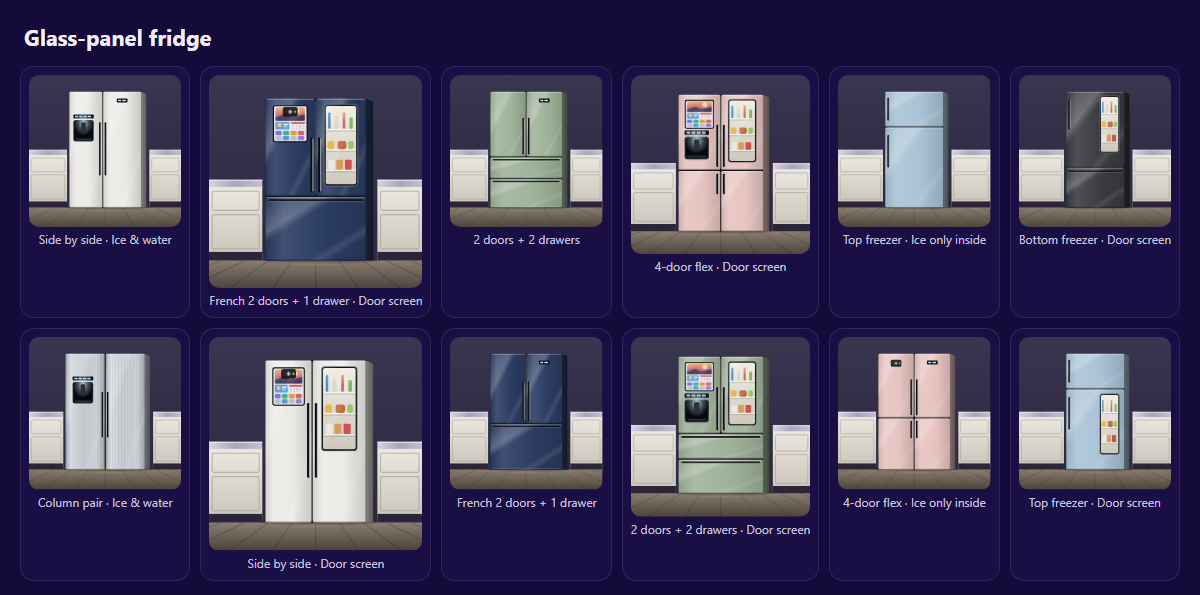 Glass-panel fridge
Side by side · Ice & water
French 2 doors + 1 drawer · Door screen
2 doors + 2 drawers
4-door flex · Door screen
Top freezer · Ice only inside
Bottom freezer · Door screen
Column pair · Ice & water
Side by side · Door screen
French 2 doors + 1 drawer
2 doors + 2 drawers · Door screen
4-door flex · Ice only inside
Top freezer · Door screen